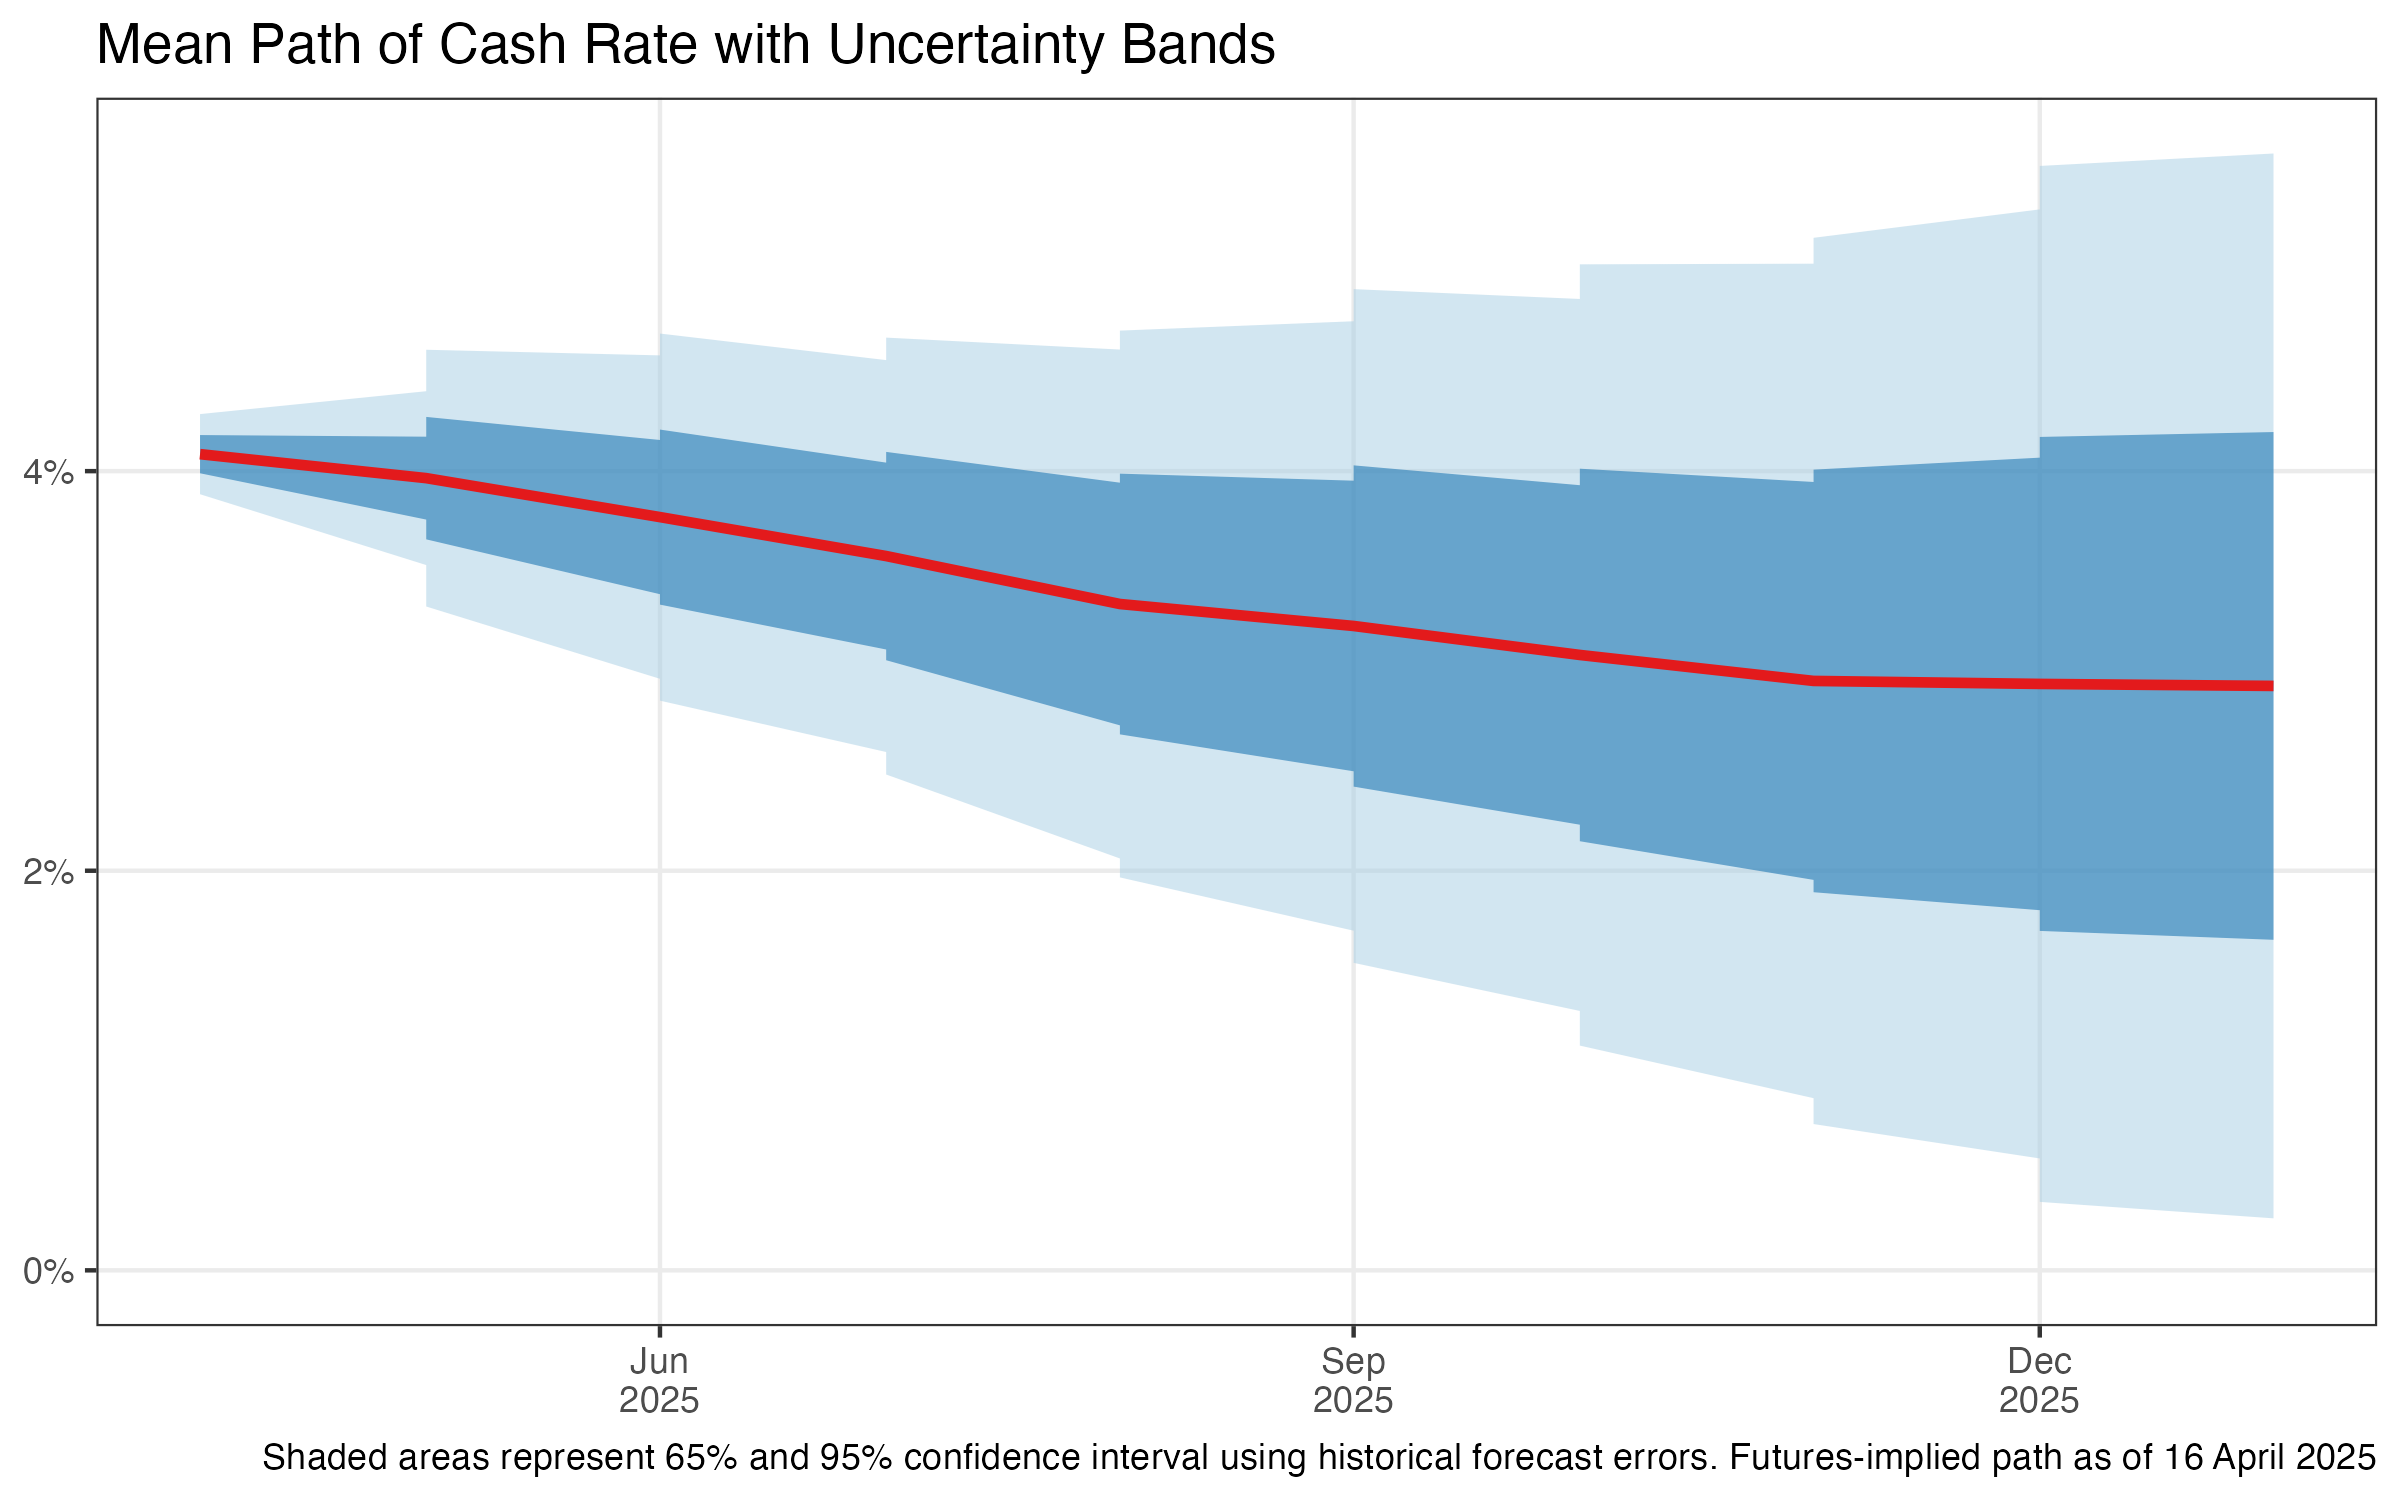 Mean Path of Cash Rate with Uncertainty Bands
4%
2%
0%
Jun
2025
Sep
2025
Dec
2025
Shaded areas represent 65% and 95% confidence interval using historical forecast errors. Futures-implied path as of 16 April 2025